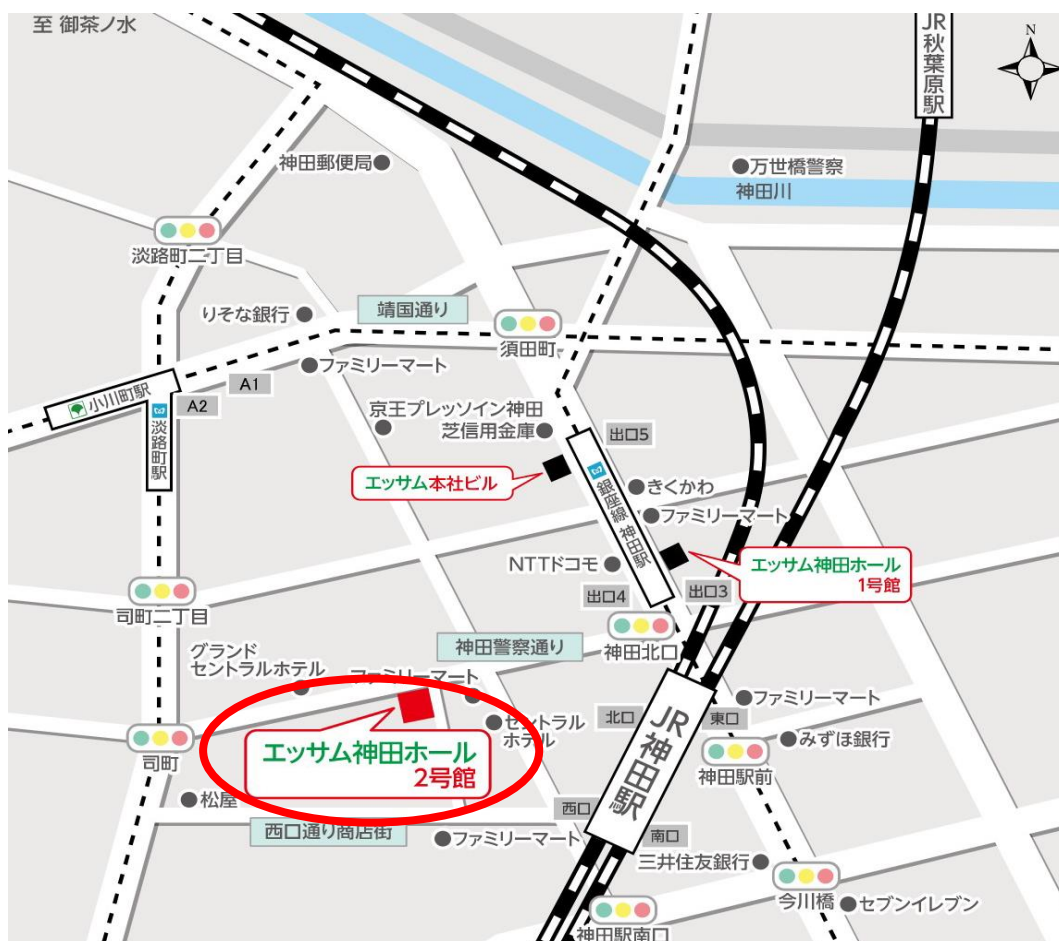 至 御茶ノ水
JR秋葉原駅
N
神田郵便局
万世橋警察
神田川
淡路町二丁目
りそな銀行
靖国通り
須田町
ファミリーマート
小川町駅
A1
A2
淡路町駅
京王プレッソイン神田
芝信用金庫
出口5
エッサム本社ビル
銀座線 神田駅
きくかわ
ファミリーマート
NTTドコモ
エッサム神田ホール
1号館
出口4
出口3
司町二丁目
神田北口
神田警察通り
グランド
セントラルホテル
ファミリーマート
セントラル
ホテル
北口
JR神田駅
東口
ファミリーマート
みずほ銀行
神田駅前
司町
エッサム神田ホール
2号館
松屋
西口
西口通り商店街
ファミリーマート
南口
三井住友銀行
今川橋
セブンイレブン
神田駅南口